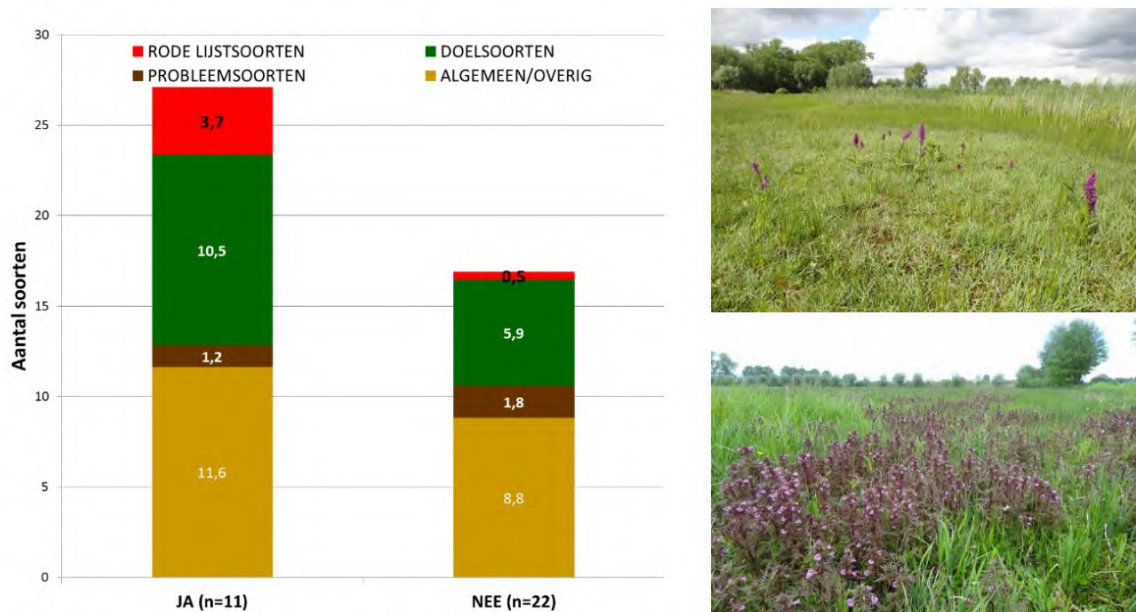 30
25
20
15
10
5
0
Aantal soorten
RODE LIJSTSOORTEN
DOELSOORTEN
PROBLEEMSOORTEN
ALGEMEEN/OVERIG
3,7
10,5
1,2
11,6
0,5
5,9
1,8
8,8
JA (n=11)
NEE (n=22)